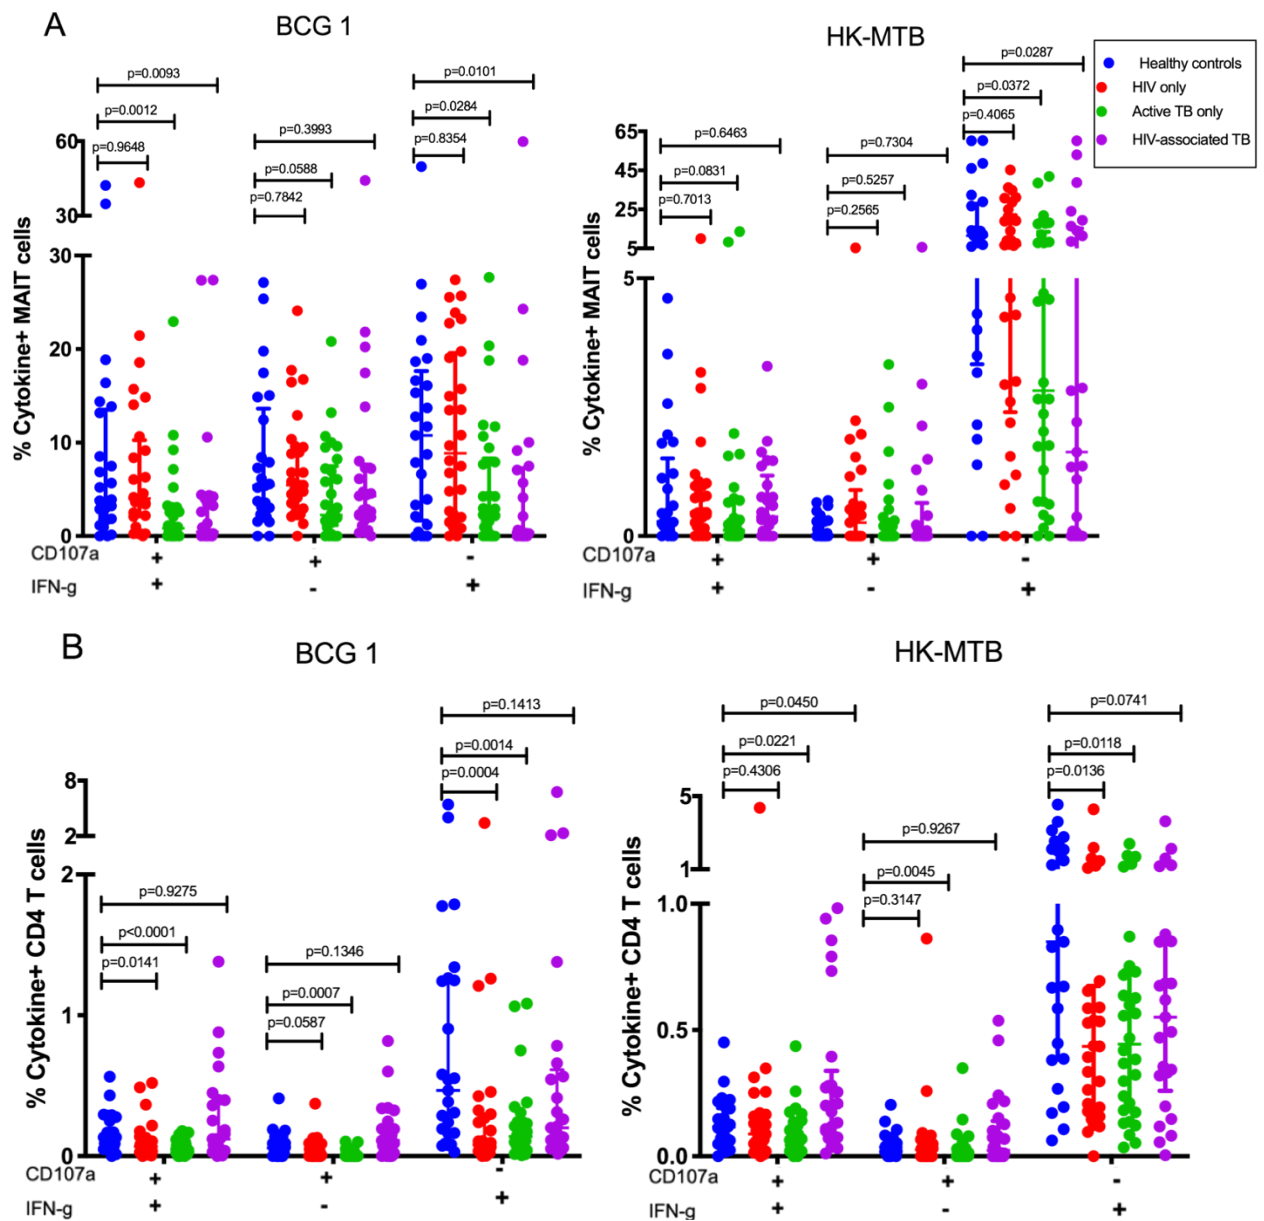 A
BCG 1
HK-MTB
Healthy controls
HIV only
Active TB only
HIV-associated TB
p=0.0093
p=0.0012
p=0.9648
p=0.3993
p=0.0588
p=0.7842
p=0.0101
p=0.0284
p=0.8354
% Cytokine+ MAIT cells
60
30
30
20
10
0
CD107a + + -
IFN-g + - +
p=0.6463
p=0.0831
p=0.7013
p=0.7304
p=0.5257
p=0.2565
p=0.0287
p=0.0372
p=0.4065
% Cytokine+ MAIT cells
65
45
25
5
5
0
CD107a + + -
IFN-g + - +
B
BCG 1
HK-MTB
p=0.9275
p<0.0001
p=0.0141
p=0.1346
p=0.0007
p=0.0587
p=0.1413
p=0.0014
p=0.0004
% Cytokine+ CD4 T cells
8
2
2
1
0
CD107a + + -
IFN-g + - +
p=0.0450
p=0.0221
p=0.4306
p=0.9267
p=0.0045
p=0.3147
p=0.0741
p=0.0118
p=0.0136
% Cytokine+ CD4 T cells
5
1
1.0
0.5
0.0
CD107a + + -
IFN-g + - +